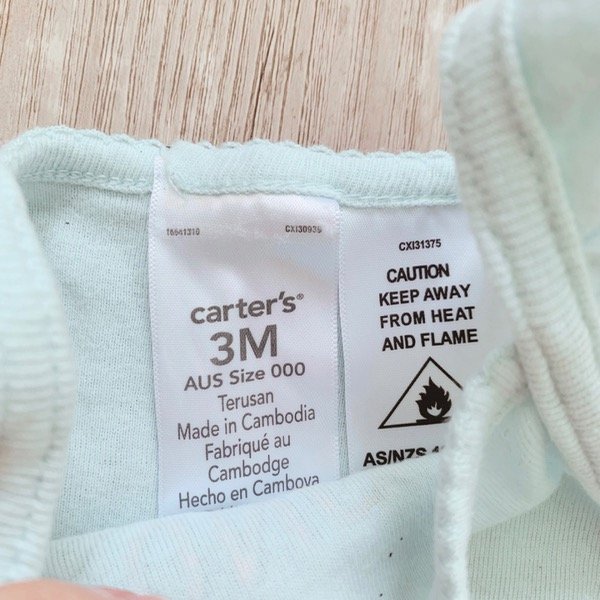 16641310 CXI30935
carter's®
3M
AUS Size 000
Terusan
Made in Cambodia
Fabriqué au
Cambodge
Hecho en Camboya
CXI31375
CAUTION
KEEP AWAY
FROM HEAT
AND FLAME
AS/NZS